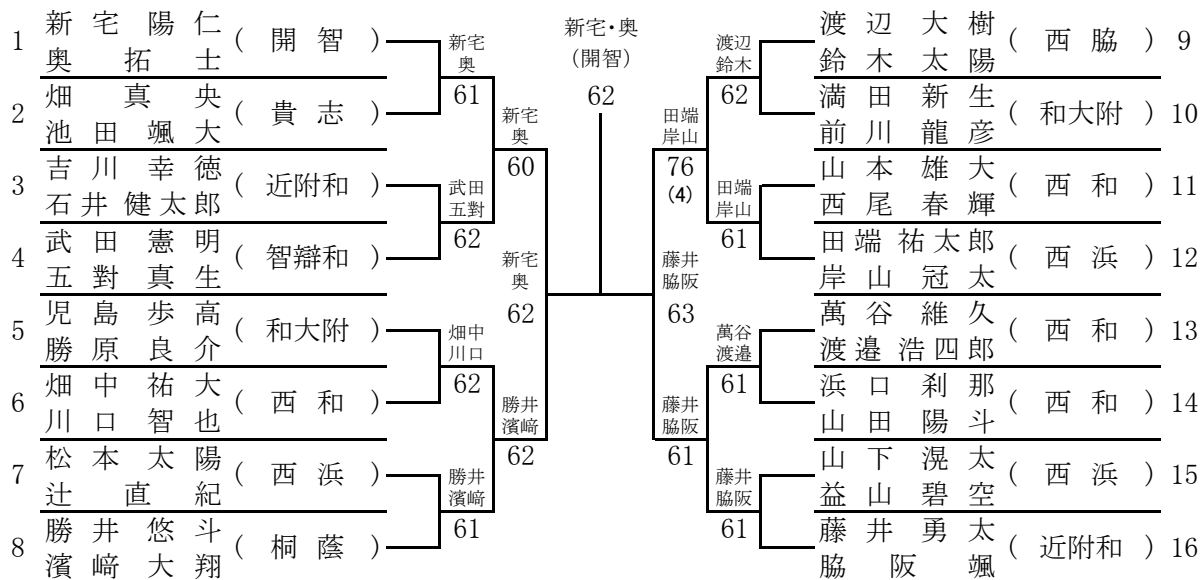 1 新宅陽仁 (開智)
奥拓士
2 畑真央 (貴志)
池田颯大
3 吉川幸徳 (近附和)
石井健太郎
4 武田憲明 (智辯和)
五對真生
5 児島歩高 (和大附)
勝原良介
6 畑中祐大 (西和)
川口智也
7 松本太陽 (西浜)
辻直紀
8 勝井悠斗 (桐蔭)
濱﨑大翔
新宅
奥
61
武田
五對
62
畑中
川口
62
勝井
濱﨑
61
新宅
奥
60
勝井
濱﨑
62
新宅
奥
62
新宅・奥
(開智)
62
藤井
脇阪
63
田端
岸山
76
(4)
藤井
脇阪
61
渡辺
鈴木
62
田端
岸山
61
萬谷
渡邉
61
藤井
脇阪
61
渡辺大樹 (西脇) 9
鈴木太陽
満田新生 (和大附) 10
前川龍彦
山本雄大 (西和) 11
西尾春輝
田端祐太郎 (西浜) 12
岸山冠太
萬谷維久 (西和) 13
渡邉浩四郎
浜口刹那 (西和) 14
山田陽斗
山下滉太 (西浜) 15
益山碧空
藤井勇太 (近附和) 16
脇阪颯